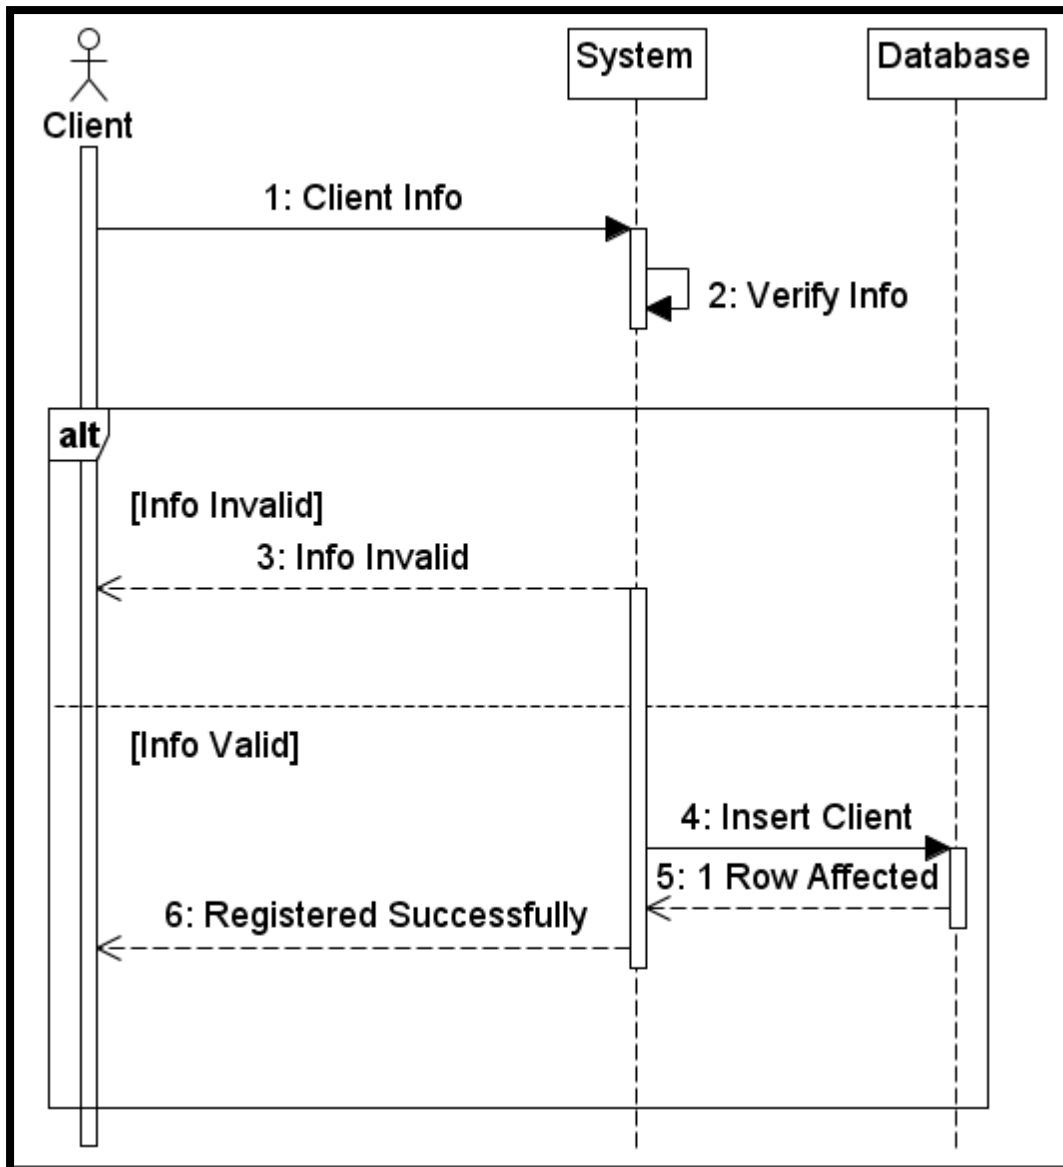 Client
System
Database
1: Client Info
2: Verify Info
alt
[Info Invalid]
3: Info Invalid
[Info Valid]
4: Insert Client
5: 1 Row Affected
6: Registered Successfully